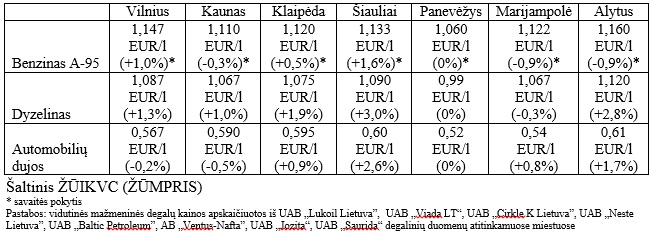 Vilnius Kaunas Klaipėda Šiauliai Panevėžys Marijampolė Alytus
1,147 1,110 1,120 1,133 1,060 1,122 1,160
EUR/l EUR/l EUR/l EUR/l EUR/l EUR/l EUR/l
Benzinas A-95 (+1,0%)* (-0,3%)* (+0,5%)* (+1,6%)* (0%)* (-0,9%)* (-0,9%)*
1,087 1,067 1,075 1,090 0,99 1,067 1,120
EUR/l EUR/l EUR/l EUR/l EUR/l EUR/l EUR/l
Dyzelinas (+1,3%) (+1,0%) (+1,9%) (+3,0%) (0%) (-0,3%) (+2,8%)
0,567 0,590 0,595 0,60 0,52 0,54 0,61
Automobilių EUR/l EUR/l EUR/l EUR/l EUR/l EUR/l EUR/l
dujos (-0,2%) (-0,5%) (+0,9%) (+2,6%) (0%) (+0,8%) (+1,7%)
Šaltinis ŽŪIKVC (ŽŪMPRIS)
* savaitės pokytis
Pastabos: vidutinės mažmeninės degalų kainos apskaičiuotos iš UAB „Lukoil Lietuva”, UAB „Viada LT“, UAB „Cirkle K Lietuva“, UAB „Neste
Lietuva”, UAB „Baltic Petroleum”, AB „Ventus-Nafta”, UAB „Jozita“, UAB „Saurida“ degalinių duomenų atitinkamuose miestuose